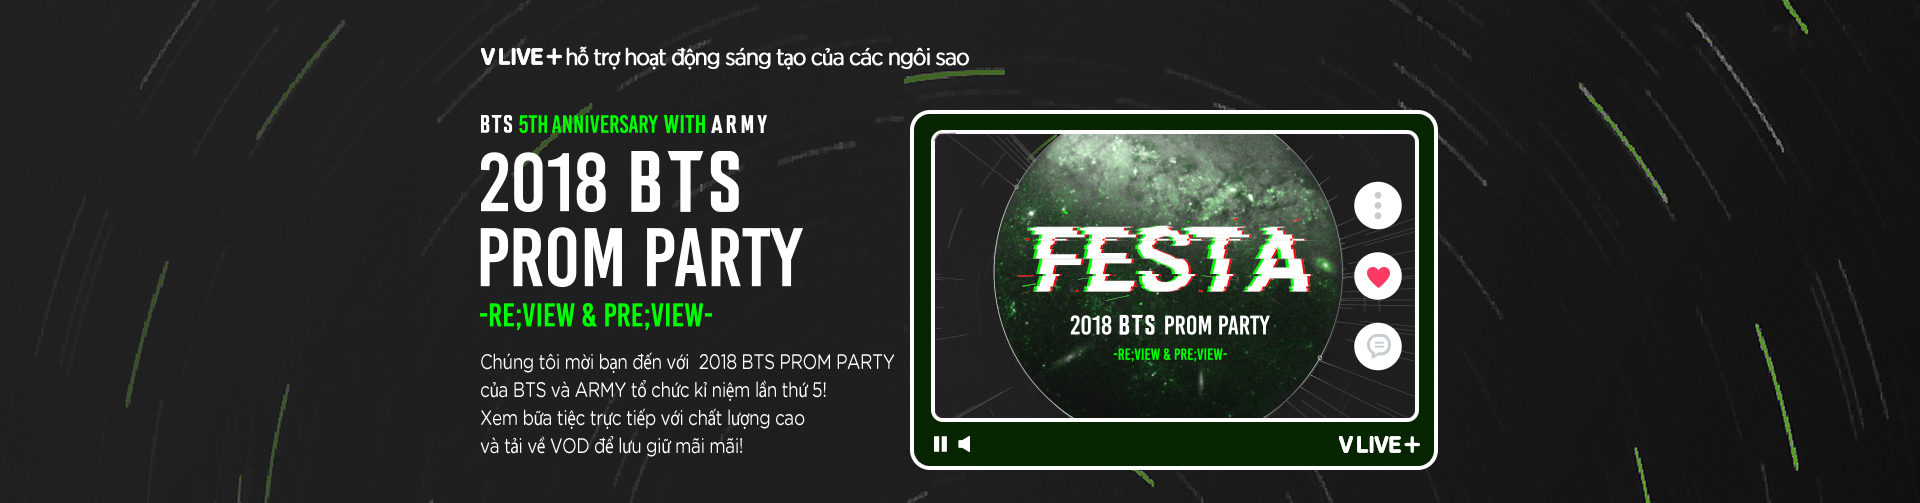 V LIVE+ hỗ trợ hoạt động sáng tạo của các ngôi sao
BTS 5TH ANNIVERSARY WITH ARMY
2018 BTS
PROM PARTY
-RE;VIEW & PRE;VIEW-
Chúng tôi mời bạn đến với 2018 BTS PROM PARTY
của BTS và ARMY tổ chức kỉ niệm lần thứ 5!
Xem bữa tiệc trực tiếp với chất lượng cao
và tải về VOD để lưu giữ mãi mãi!
FESTA
2018 BTS PROM PARTY
-RE;VIEW & PRE;VIEW-
V LIVE+